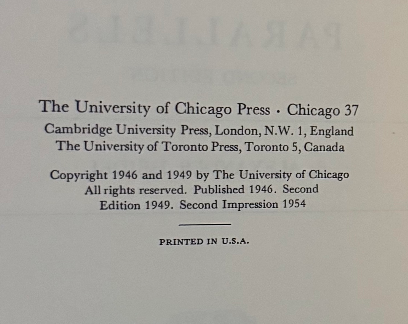 PARALLELS
The University of Chicago Press · Chicago 37
Cambridge University Press, London, N.W. 1, England
The University of Toronto Press, Toronto 5, Canada
Copyright 1946 and 1949 by The University of Chicago
All rights reserved. Published 1946. Second
Edition 1949. Second Impression 1954
PRINTED IN U.S.A.